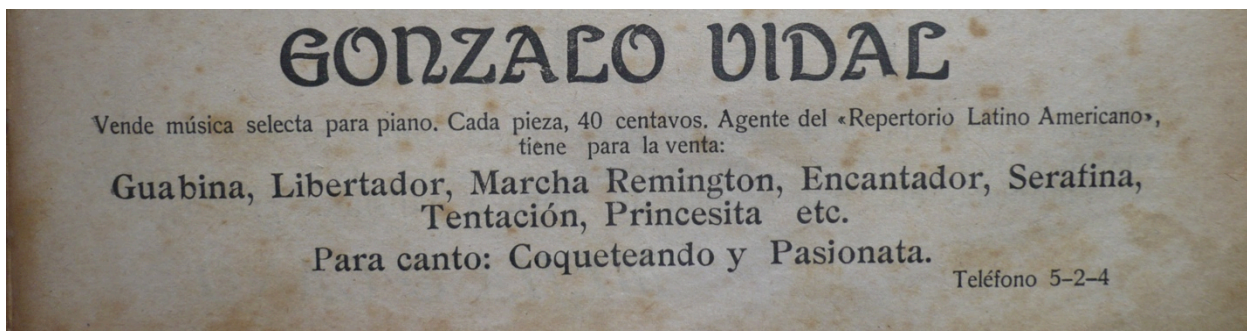 GONZALO VIDAL
Vende música selecta para piano. Cada pieza, 40 centavos. Agente del «Repertorio Latino Americano»,
tiene para la venta:
Guabina, Libertador, Marcha Remington, Encantador, Serafina,
Tentación, Princesita etc.
Para canto: Coqueteando y Pasionata.
Teléfono 5-2-4